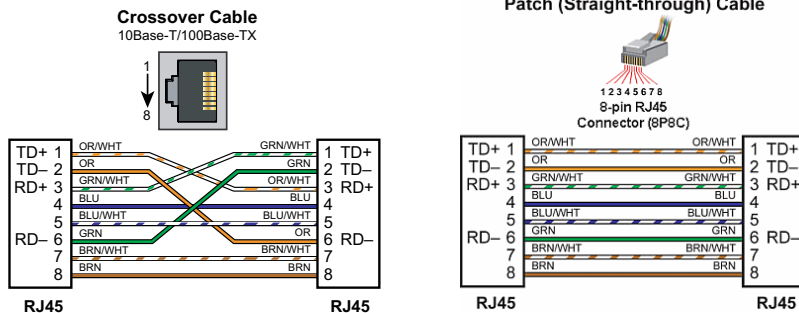 Crossover Cable
10Base-T/100Base-TX
1
8
TD+ 1 OR/WHT GRN/WHT 1 TD+
TD– 2 OR GRN 2 TD–
RD+ 3 GRN/WHT OR/WHT 3 RD+
4 BLU BLU 4
5 BLU/WHT BLU/WHT 5
RD– 6 GRN OR 6 RD–
7 BRN/WHT BRN/WHT 7
8 BRN BRN 8
RJ45 RJ45
Patch (Straight-through) Cable
1 2 3 4 5 6 7 8
8-pin RJ45
Connector (8P8C)
TD+ 1 OR/WHT OR/WHT 1 TD+
TD– 2 OR OR 2 TD–
RD+ 3 GRN/WHT GRN/WHT 3 RD+
4 BLU BLU 4
5 BLU/WHT BLU/WHT 5
RD– 6 GRN GRN 6 RD–
7 BRN/WHT BRN/WHT 7
8 BRN BRN 8
RJ45 RJ45